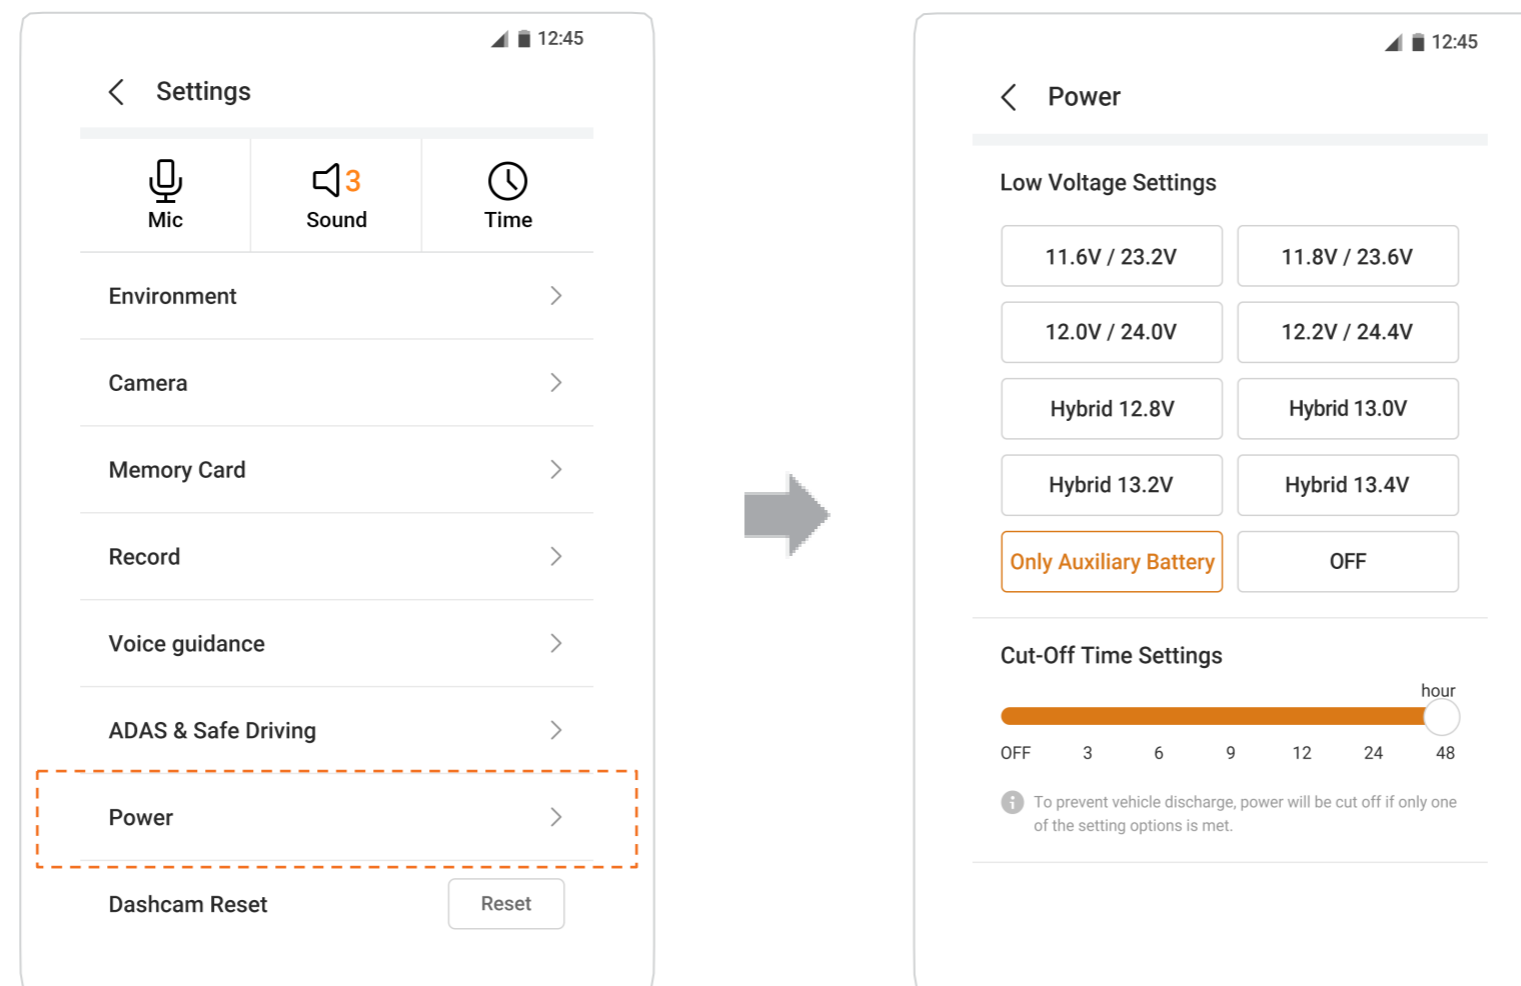 12:45
Settings
3
Mic
Sound
Time
Environment
Camera
Memory Card
Record
Voice guidance
ADAS & Safe Driving
Power
Dashcam Reset
Reset
12:45
Power
Low Voltage Settings
11.6V / 23.2V
11.8V / 23.6V
12.0V / 24.0V
12.2V / 24.4V
Hybrid 12.8V
Hybrid 13.0V
Hybrid 13.2V
Hybrid 13.4V
Only Auxiliary Battery
OFF
Cut-Off Time Settings
hour
OFF 3 6 9 12 24 48
To prevent vehicle discharge, power will be cut off if only one
of the setting options is met.